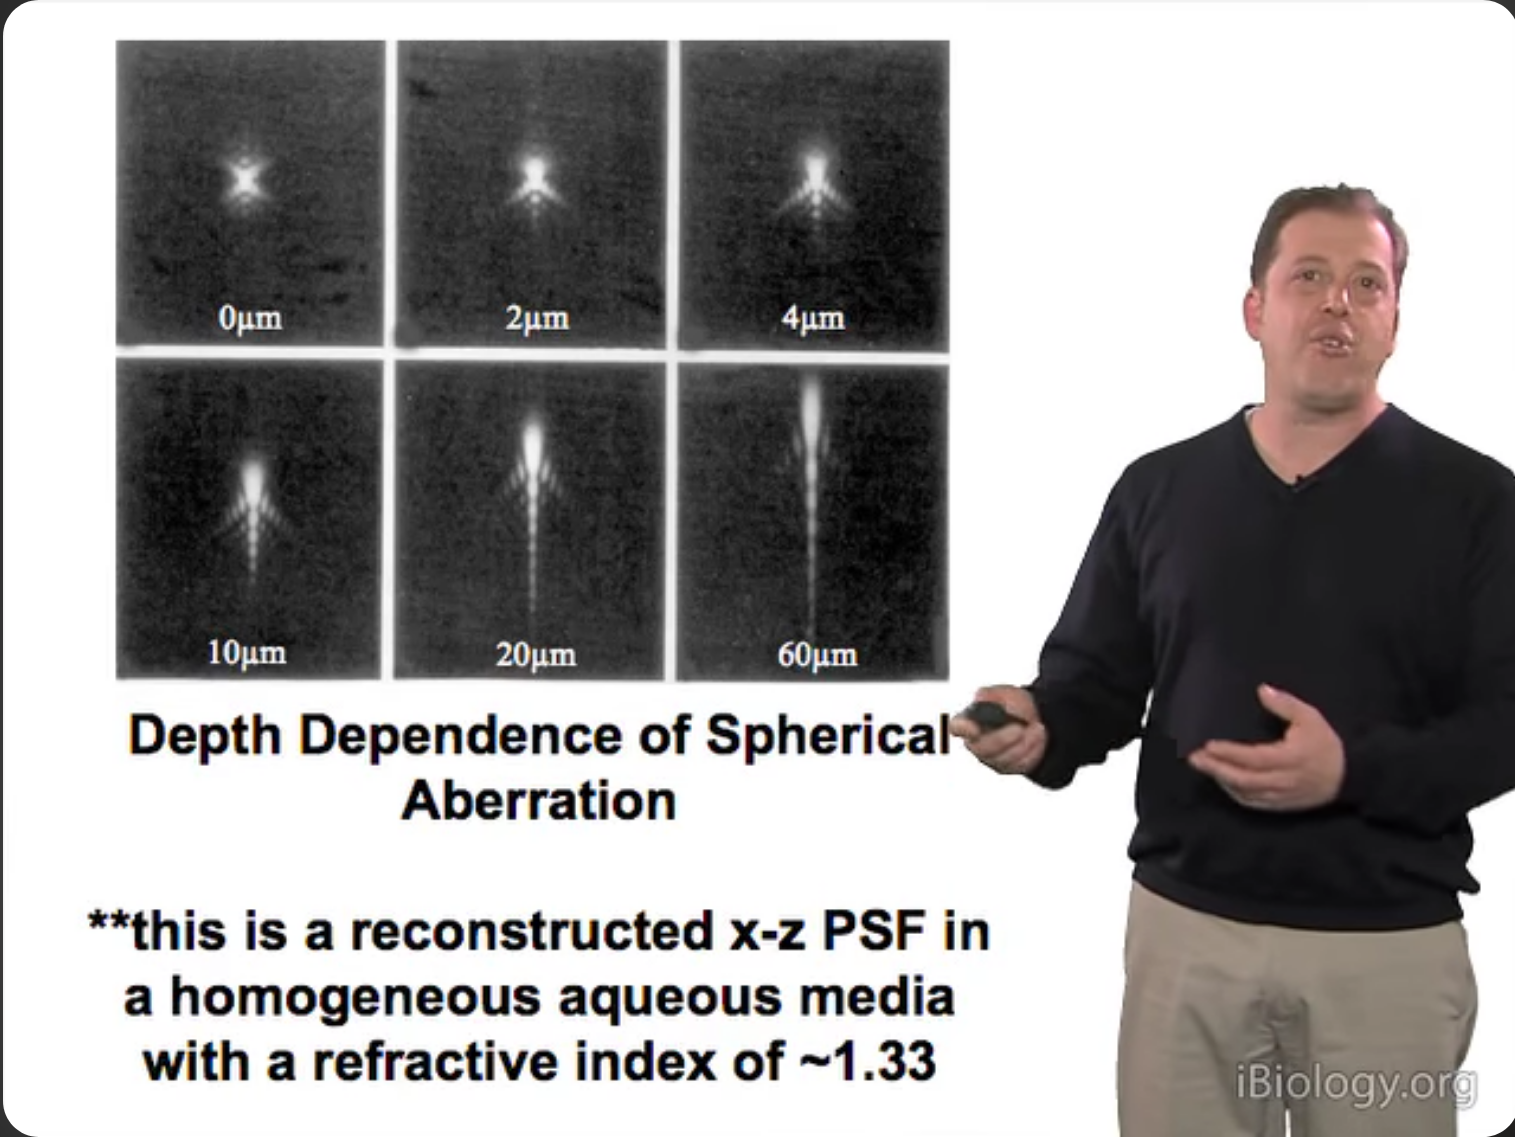 0µm
2µm
4µm
10µm
20µm
60µm
Depth Dependence of Spherical
Aberration
**this is a reconstructed x-z PSF in
a homogeneous aqueous media
with a refractive index of ~1.33
iBiology.org